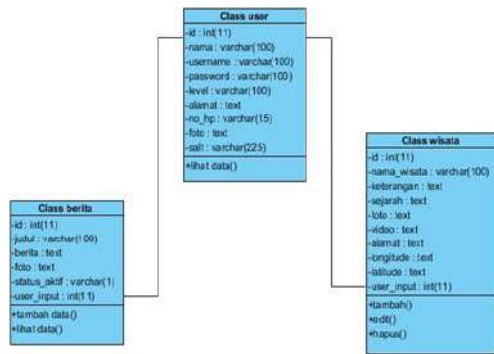 Class user
-id : int(11)
-nama : varchar(100)
-username : varchar(100)
-password : varchar(100)
-level : varchar(100)
-alamat : text
-no_hp : varchar(15)
-foto : text
-salt : varchar(225)
+lihat data()
Class berita
-id : int(11)
-judul : varchar(100)
-berita : text
-foto : text
-status_aktif : varchar(1)
-user_input : int(11)
+tambah data()
+lihat data()
Class wisata
-id : int(11)
-nama_wisata : varchar(100)
-keterangan : text
-sejarah : text
-foto : text
-video : text
-alamat : text
-longitude : text
-latitude : text
-user_input : int(11)
+tambah()
+edit()
+hapus()